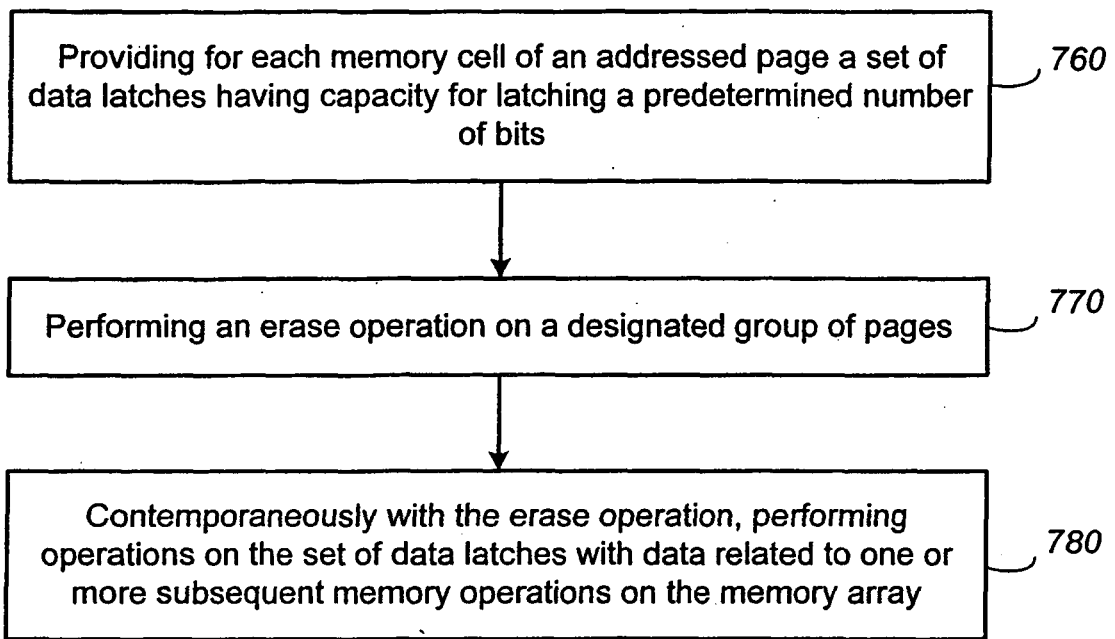 Providing for each memory cell of an addressed page a set of
data latches having capacity for latching a predetermined number
of bits
760
Performing an erase operation on a designated group of pages
770
Contemporaneously with the erase operation, performing
operations on the set of data latches with data related to one or
more subsequent memory operations on the memory array
780